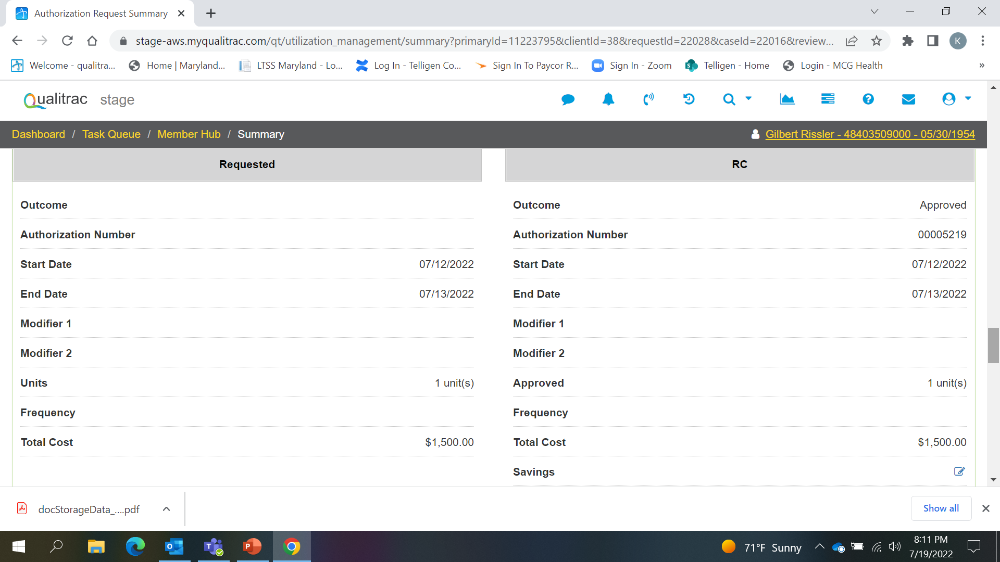 Authorization Request Summary
stage-aws.myqualitrac.com/qt/utilization_management/summary?primaryId=11223795&clientId=38&requestId=22028&caseId=22016&review...
K
Welcome - qualitra... Home | Maryland... LTSS Maryland - Lo... Log In - Telligen Co... Sign In To Paycor R... Sign In - Zoom Telligen - Home Login - MCG Health »
Qualitrac stage
Dashboard / Task Queue / Member Hub / Summary Gilbert Rissler - 48403509000 - 05/30/1954
Requested RC
Outcome Outcome Approved
Authorization Number Authorization Number 00005219
Start Date 07/12/2022 Start Date 07/12/2022
End Date 07/13/2022 End Date 07/13/2022
Modifier 1 Modifier 1
Modifier 2 Modifier 2
Units 1 unit(s) Approved 1 unit(s)
Frequency Frequency
Total Cost $1,500.00 Total Cost $1,500.00
Savings
docStorageData_....pdf Show all
71°F Sunny 8:11 PM
7/19/2022